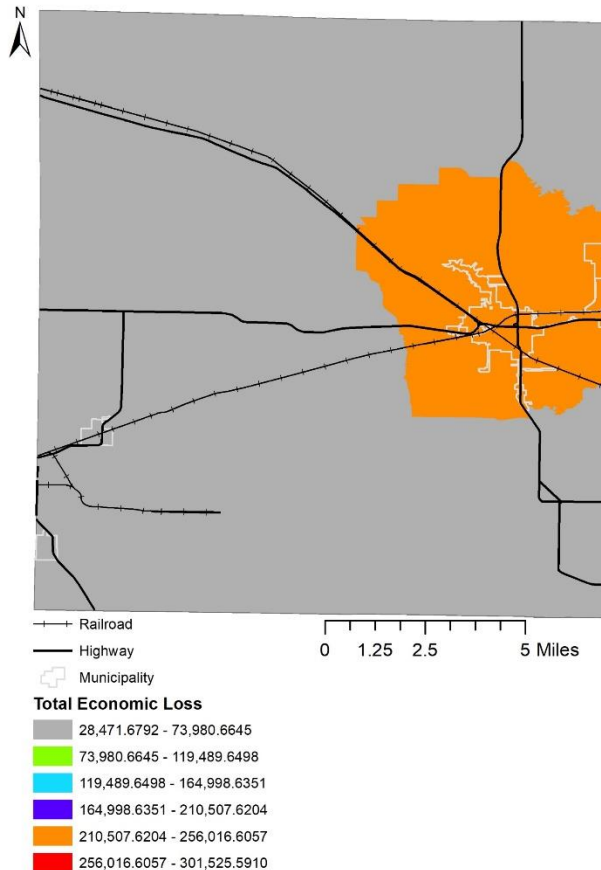 N
Railroad
Highway
Municipality
0 1.25 2.5 5 Miles
Total Economic Loss
28,471.6792 - 73,980.6645
73,980.6645 - 119,489.6498
119,489.6498 - 164,998.6351
164,998.6351 - 210,507.6204
210,507.6204 - 256,016.6057
256,016.6057 - 301,525.5910